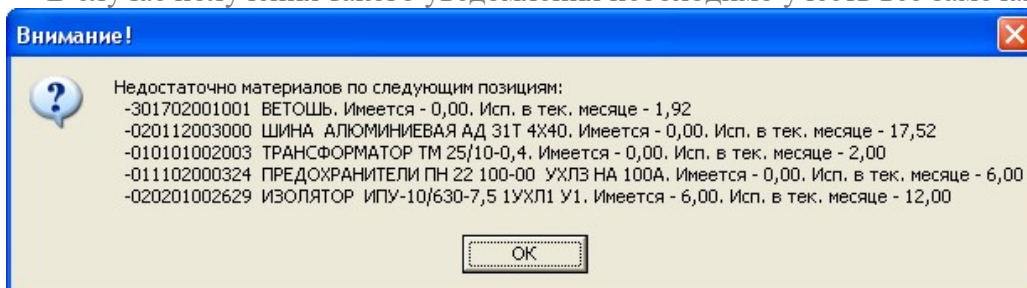 Внимание!
Недостаточно материалов по следующим позициям:
-301702001001 ВЕТОШЬ. Имеется - 0,00. Исп. в тек. месяце - 1,92
-020112003000 ШИНА АЛЮМИНИЕВАЯ АД 31Т 4Х40. Имеется - 0,00. Исп. в тек. месяце - 17,52
-010101002003 ТРАНСФОРМАТОР ТМ 25/10-0,4. Имеется - 0,00. Исп. в тек. месяце - 2,00
-011102000324 ПРЕДОХРАНИТЕЛИ ПН 22 100-00 УХЛ3 НА 100А. Имеется - 0,00. Исп. в тек. месяце - 6,00
-020201002629 ИЗОЛЯТОР ИПУ-10/630-7,5 1УХЛ1 У1. Имеется - 6,00. Исп. в тек. месяце - 12,00
ОК